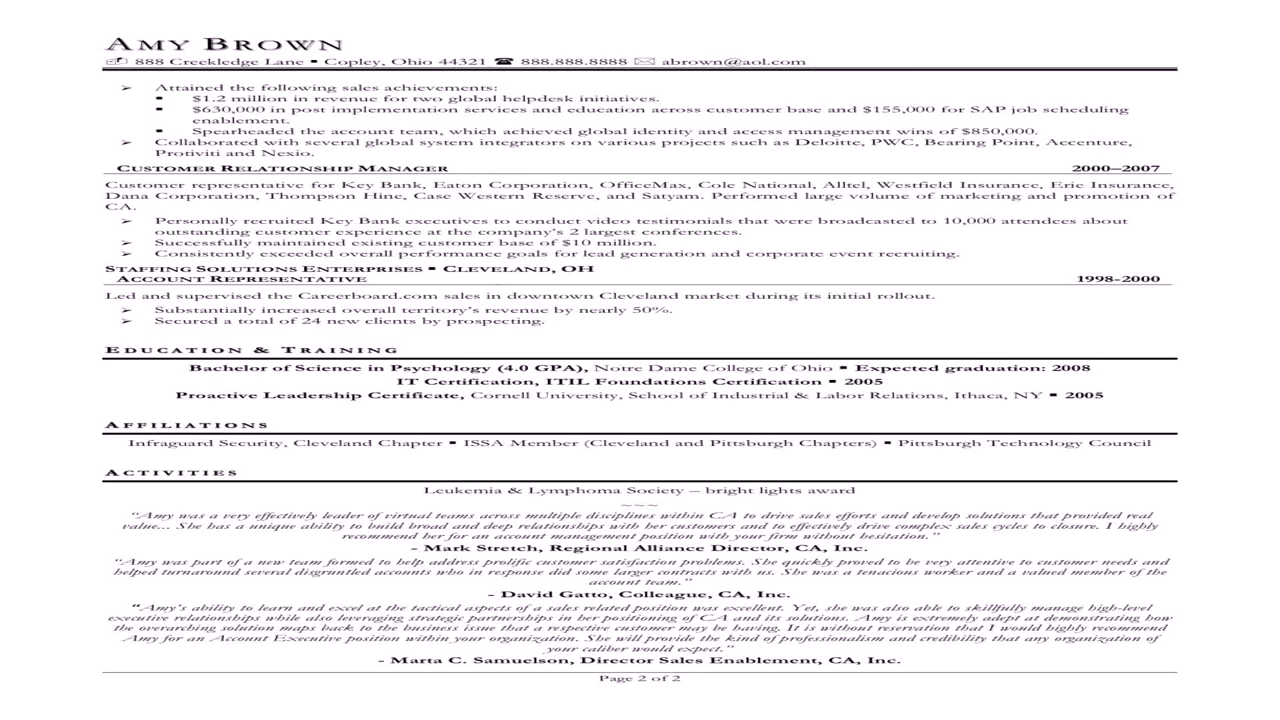 AMY BROWN
888 Creekledge Lane ▪ Copley, Ohio 44321 ☎ 888.888.8888 ✉ abrown@aol.com
➢ Attained the following sales achievements:
▪ $1.2 million in revenue for two global helpdesk initiatives.
▪ $630,000 in post implementation services and education across customer base and $155,000 for SAP job scheduling
enablement.
▪ Spearheaded the account team, which achieved global identity and access management wins of $850,000.
➢ Collaborated with several global system integrators on various projects such as Deloitte, PWC, Bearing Point, Accenture,
Protiviti and Nexio.
CUSTOMER RELATIONSHIP MANAGER 2000–2007
Customer representative for Key Bank, Eaton Corporation, OfficeMax, Cole National, Alltel, Westfield Insurance, Erie Insurance,
Dana Corporation, Thompson Hine, Case Western Reserve, and Satyam. Performed large volume of marketing and promotion of
CA.
➢ Personally recruited Key Bank executives to conduct video testimonials that were broadcasted to 10,000 attendees about
outstanding customer experience at the company's 2 largest conferences.
➢ Successfully maintained existing customer base of $10 million.
➢ Consistently exceeded overall performance goals for lead generation and corporate event recruiting.
STAFFING SOLUTIONS ENTERPRISES ▪ CLEVELAND, OH
ACCOUNT REPRESENTATIVE 1998-2000
Led and supervised the Careerboard.com sales in downtown Cleveland market during its initial rollout.
➢ Substantially increased overall territory's revenue by nearly 50%.
➢ Secured a total of 24 new clients by prospecting.
EDUCATION & TRAINING
Bachelor of Science in Psychology (4.0 GPA), Notre Dame College of Ohio ▪ Expected graduation: 2008
IT Certification, ITIL Foundations Certification ▪ 2005
Proactive Leadership Certificate, Cornell University, School of Industrial & Labor Relations, Ithaca, NY ▪ 2005
AFFILIATIONS
Infraguard Security, Cleveland Chapter ▪ ISSA Member (Cleveland and Pittsburgh Chapters) ▪ Pittsburgh Technology Council
ACTIVITIES
Leukemia & Lymphoma Society – bright lights award
~~~
"Amy was a very effectively leader of virtual teams across multiple disciplines within CA to drive sales efforts and develop solutions that provided real
value... She has a unique ability to build broad and deep relationships with her customers and to effectively drive complex sales cycles to closure. I highly
recommend her for an account management position with your firm without hesitation."
- Mark Stretch, Regional Alliance Director, CA, Inc.
"Amy was part of a new team formed to help address prolific customer satisfaction problems. She quickly proved to be very attentive to customer needs and
helped turnaround several disgruntled accounts who in response did some larger contracts with us. She was a tenacious worker and a valued member of the
account team."
- David Gatto, Colleague, CA, Inc.
"Amy's ability to learn and excel at the tactical aspects of a sales related position was excellent. Yet, she was also able to skillfully manage high-level
executive relationships while also leveraging strategic partnerships in her positioning of CA and its solutions. Amy is extremely adept at demonstrating how
the overarching solution maps back to the business issue that a respective customer may be having. It is without reservation that I would highly recommend
Amy for an Account Executive position within your organization. She will provide the kind of professionalism and credibility that any organization of
your caliber would expect."
- Marta C. Samuelson, Director Sales Enablement, CA, Inc.
Page 2 of 2